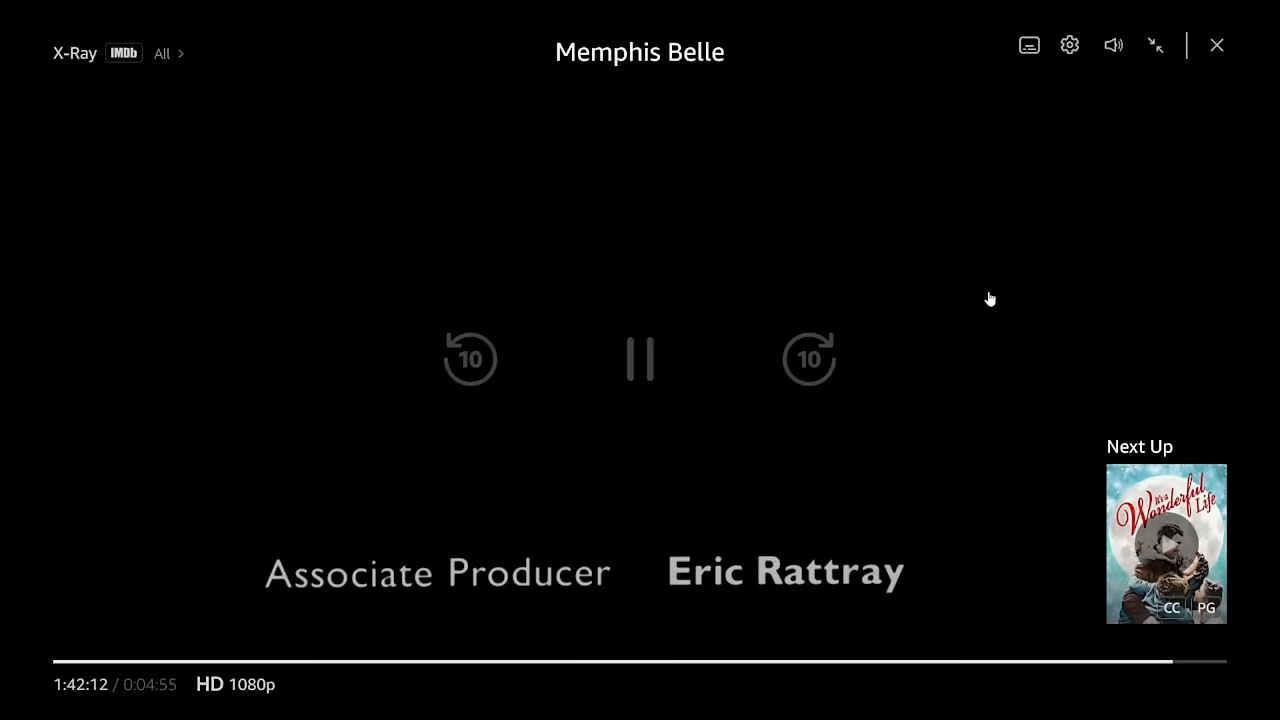 X-Ray IMDb All >
Memphis Belle
10
10
Next Up
It's a
Wonderful
Life
CC PG
Associate Producer Eric Rattray
1:42:12 / 0:04:55 HD 1080p